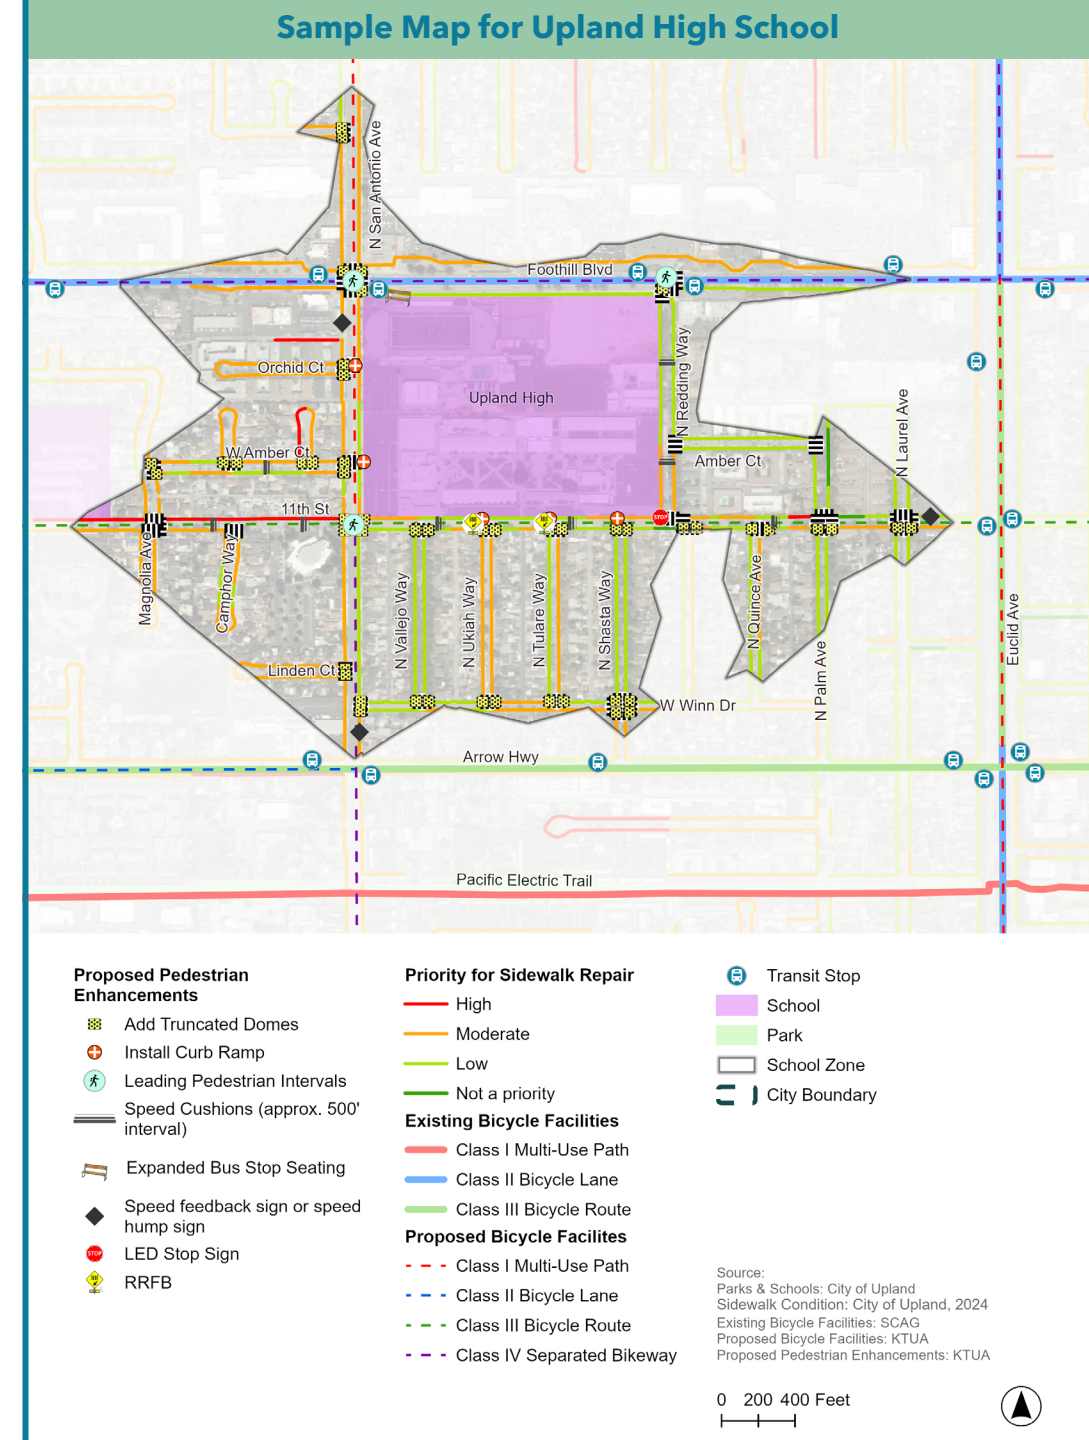 Sample Map for Upland High School
N San Antonio Ave
Foothill Blvd
Orchid Ct
Upland High
N Redding Way
W Amber Ct
Amber Ct
N Laurel Ave
11th St
STOP
Magnolia Ave
Camphor Way
N Vallejo Way
N Ukiah Way
N Tulare Way
N Shasta Way
N Quince Ave
N Palm Ave
Euclid Ave
Linden Ct
W Winn Dr
Arrow Hwy
Pacific Electric Trail
Proposed Pedestrian
Enhancements
Add Truncated Domes
Install Curb Ramp
Leading Pedestrian Intervals
Speed Cushions (approx. 500'
interval)
Expanded Bus Stop Seating
Speed feedback sign or speed
hump sign
STOP
LED Stop Sign
RRFB
Priority for Sidewalk Repair
High
Moderate
Low
Not a priority
Existing Bicycle Facilities
Class I Multi-Use Path
Class II Bicycle Lane
Class III Bicycle Route
Proposed Bicycle Facilites
Class I Multi-Use Path
Class II Bicycle Lane
Class III Bicycle Route
Class IV Separated Bikeway
Transit Stop
School
Park
School Zone
City Boundary
Source:
Parks & Schools: City of Upland
Sidewalk Condition: City of Upland, 2024
Existing Bicycle Facilities: SCAG
Proposed Bicycle Facilities: KTUA
Proposed Pedestrian Enhancements: KTUA
0 200 400 Feet